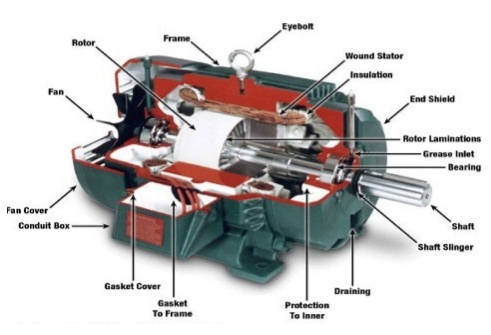 Eyebolt
Frame
Rotor
Wound Stator
Insulation
Fan
End Shield
Rotor Laminations
Grease Inlet
Bearing
Fan Cover
Conduit Box
Shaft
Shaft Slinger
Gasket Cover
Draining
Gasket
To Frame
Protection
To Inner